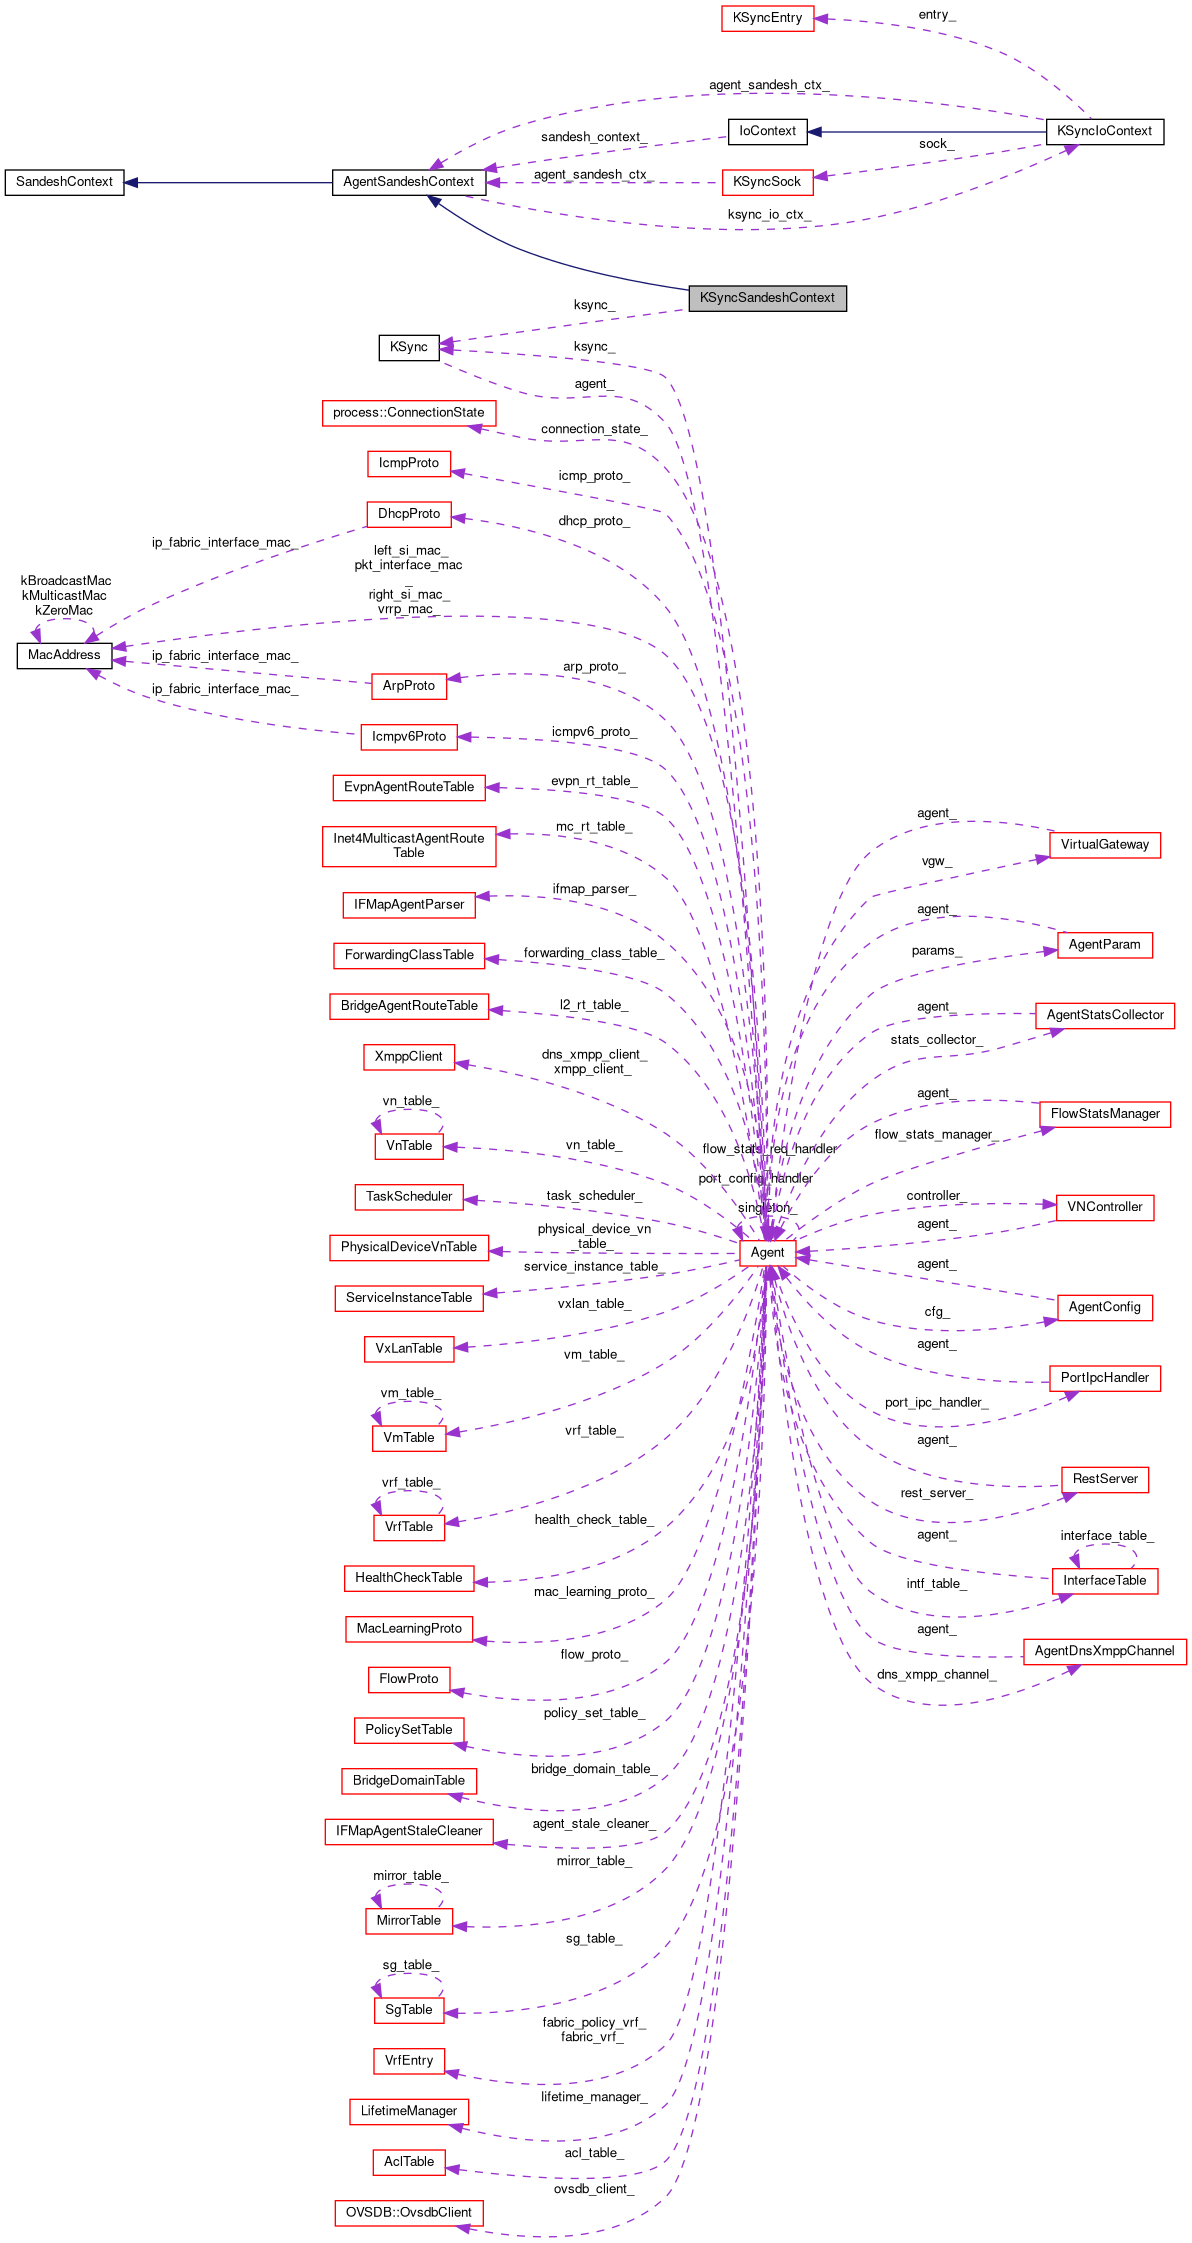 KSyncEntry
entry_
agent_sandesh_ctx_
IoContext
KSyncIoContext
sandesh_context_
sock_
SandeshContext
AgentSandeshContext
agent_sandesh_ctx_
KSyncSock
ksync_io_ctx_
KSyncSandeshContext
ksync_
KSync
ksync_
agent_
process::ConnectionState
connection_state_
IcmpProto
icmp_proto_
DhcpProto
dhcp_proto_
ip_fabric_interface_mac_
left_si_mac_
pkt_interface_mac
_
right_si_mac_
vrrp_mac_
kBroadcastMac
kMulticastMac
kZeroMac
MacAddress
ip_fabric_interface_mac_
arp_proto_
ArpProto
ip_fabric_interface_mac_
Icmpv6Proto
icmpv6_proto_
EvpnAgentRouteTable
evpn_rt_table_
Inet4MulticastAgentRoute
Table
mc_rt_table_
agent_
VirtualGateway
vgw_
IFMapAgentParser
ifmap_parser_
agent_
AgentParam
params_
ForwardingClassTable
forwarding_class_table_
BridgeAgentRouteTable
l2_rt_table_
agent_
AgentStatsCollector
stats_collector_
XmppClient
dns_xmpp_client_
xmpp_client_
vn_table_
VnTable
vn_table_
agent_
FlowStatsManager
flow_stats_manager_
flow_stats_req_handler
_
port_config_handler
_
singleton_
TaskScheduler
task_scheduler_
controller_
VNController
agent_
PhysicalDeviceVnTable
physical_device_vn
_table_
Agent
ServiceInstanceTable
service_instance_table_
agent_
AgentConfig
cfg_
VxLanTable
vxlan_table_
agent_
PortIpcHandler
port_ipc_handler_
vm_table_
vm_table_
VmTable
agent_
RestServer
rest_server_
vrf_table_
vrf_table_
VrfTable
agent_
interface_table_
InterfaceTable
intf_table_
HealthCheckTable
health_check_table_
MacLearningProto
mac_learning_proto_
agent_
AgentDnsXmppChannel
dns_xmpp_channel_
FlowProto
flow_proto_
PolicySetTable
policy_set_table_
BridgeDomainTable
bridge_domain_table_
IFMapAgentStaleCleaner
agent_stale_cleaner_
mirror_table_
mirror_table_
MirrorTable
sg_table_
sg_table_
SgTable
fabric_policy_vrf_
fabric_vrf_
VrfEntry
LifetimeManager
lifetime_manager_
AclTable
acl_table_
OVSDB::OvsdbClient
ovsdb_client_